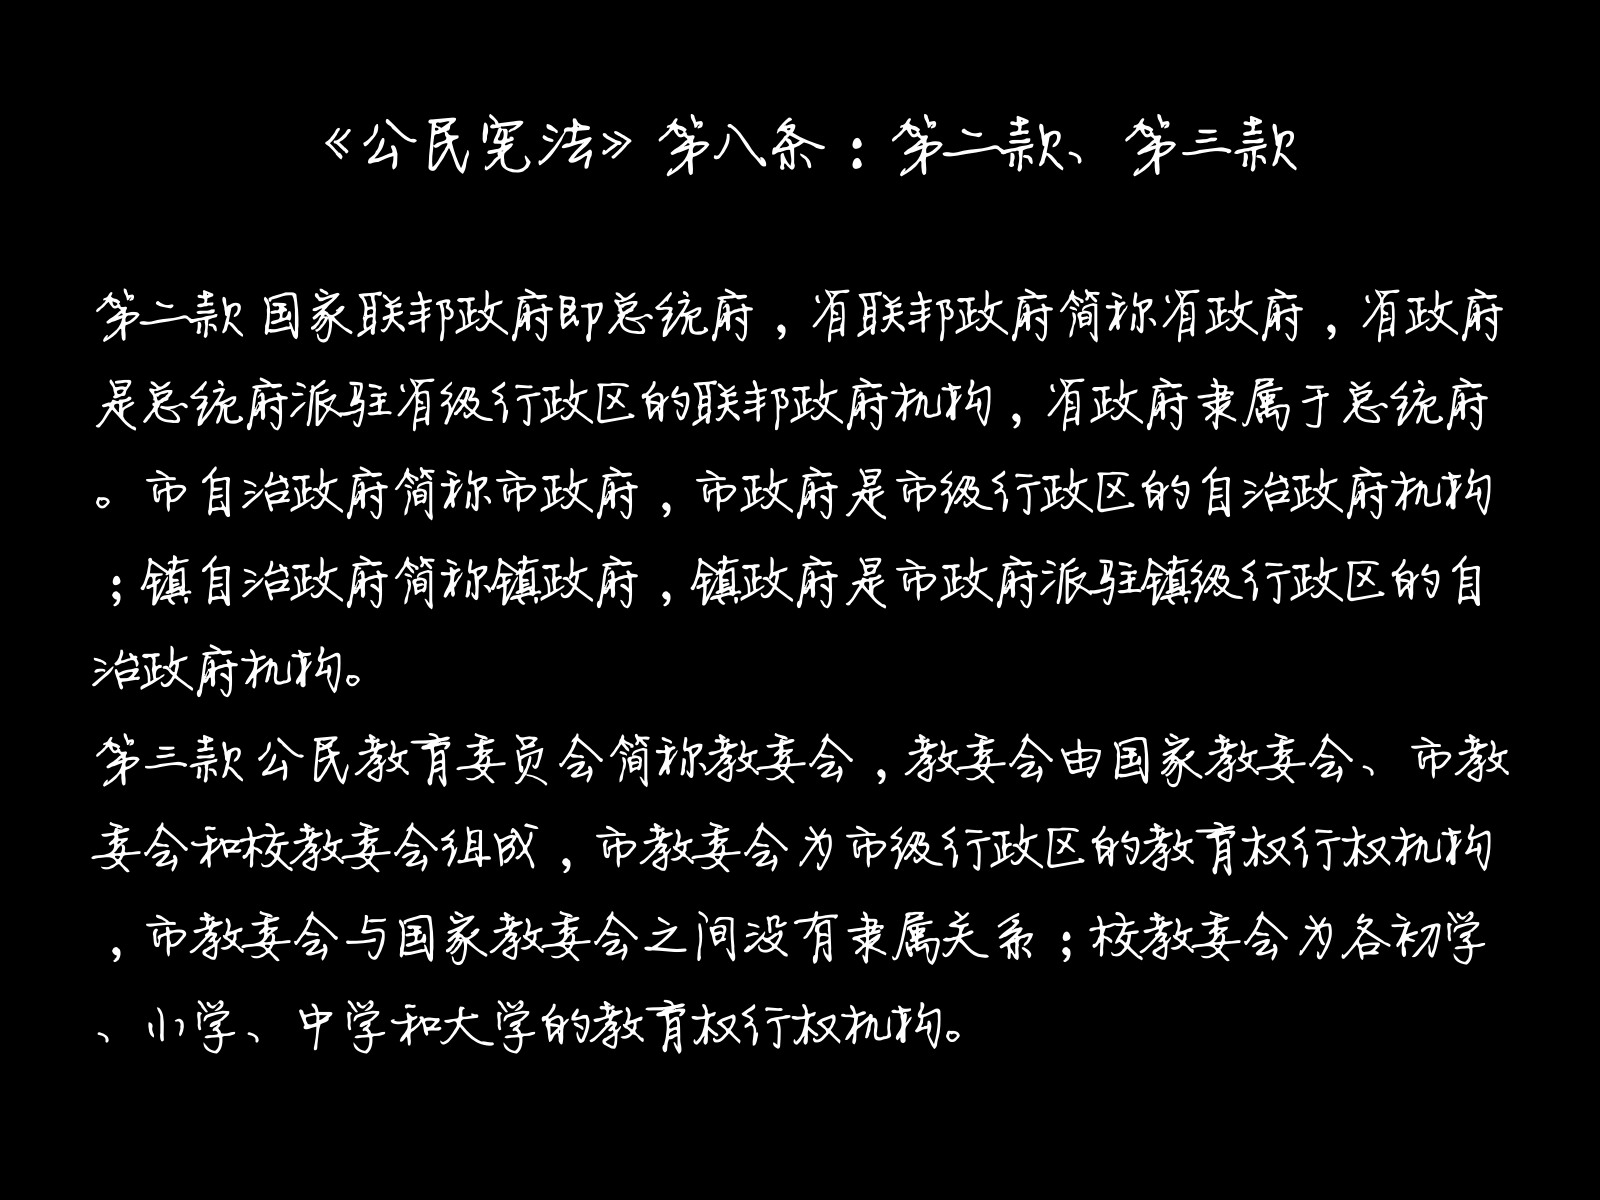 《公民宪法》第八条：第二款、第三款
第二款 国家联邦政府即总统府，省联邦政府简称省政府，省政府
是总统府派驻省级行政区的联邦政府机构，省政府隶属于总统府
。市自治政府简称市政府，市政府是市级行政区的自治政府机构
；镇自治政府简称镇政府，镇政府是市政府派驻镇级行政区的自
治政府机构。
第三款 公民教育委员会简称教委会，教委会由国家教委会、市教
委会和校教委会组成，市教委会为市级行政区的教育权行权机构
，市教委会与国家教委会之间没有隶属关系；校教委会为各初学
、小学、中学和大学的教育权行权机构。